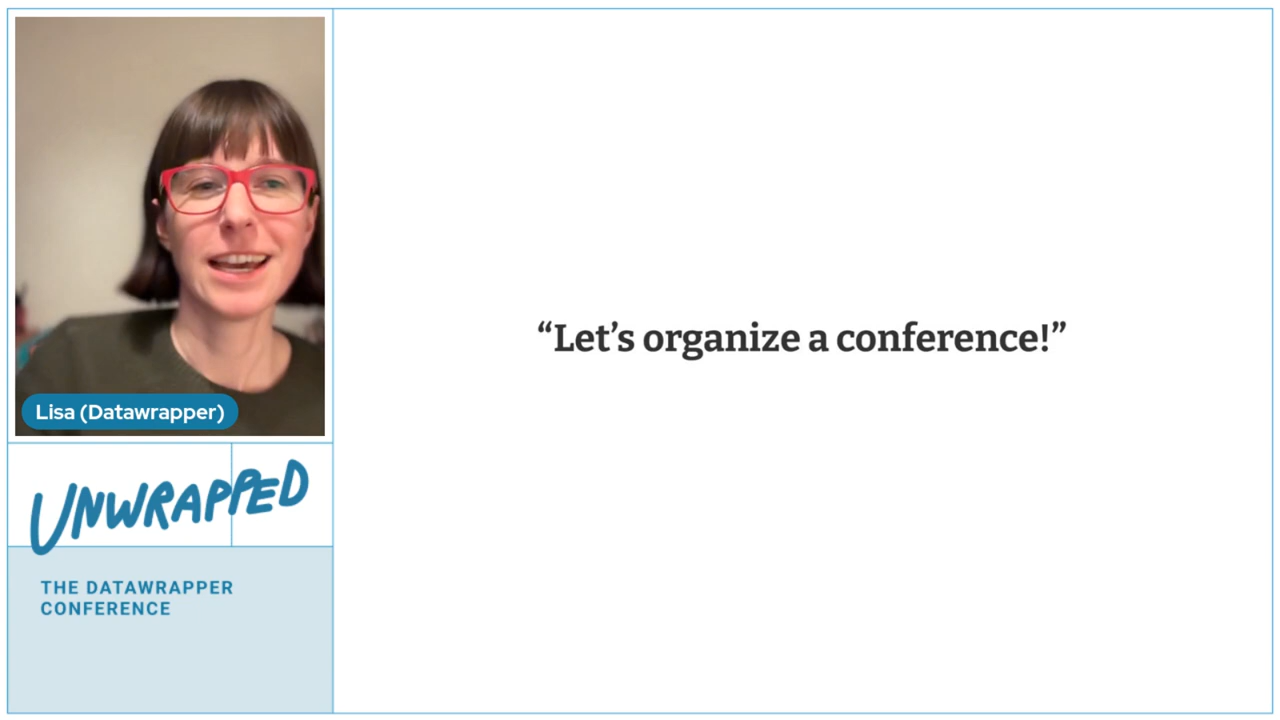 Lisa (Datawrapper)
UNWRAPPED
THE DATAWRAPPER
CONFERENCE
“Let’s organize a conference!”